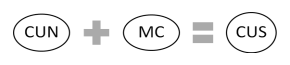 CUN + MC = CUS